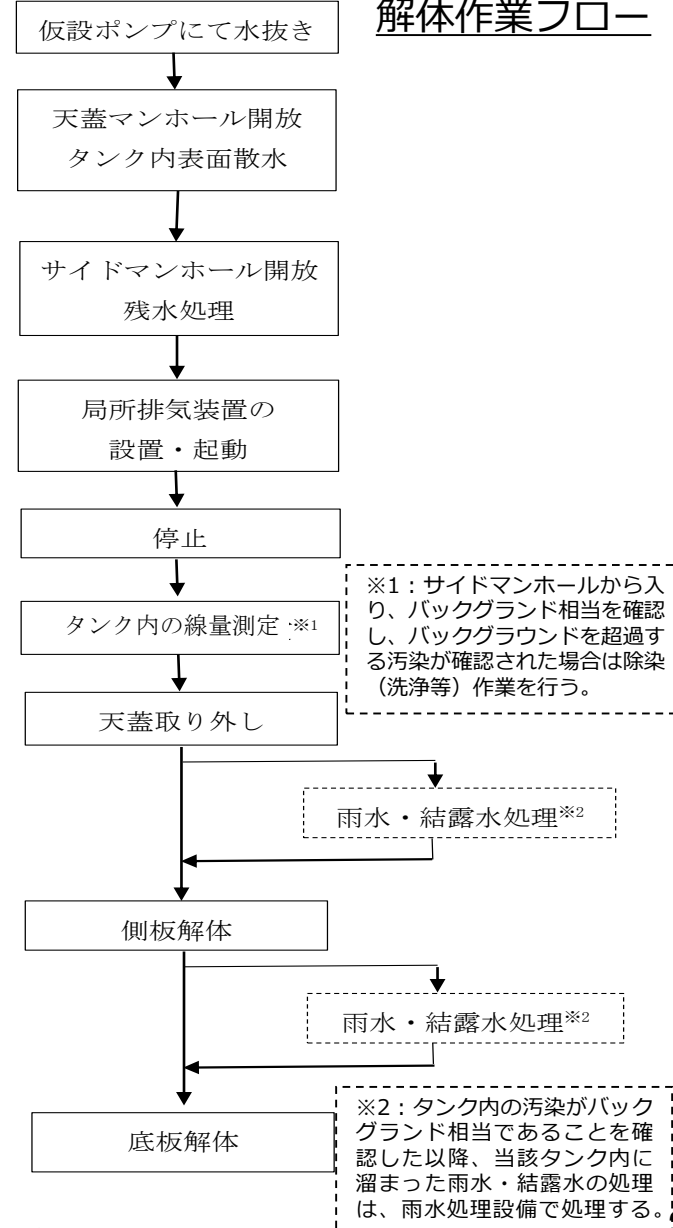 解体作業フロー
仮設ポンプにて水抜き
天蓋マンホール開放
タンク内表面散水
サイドマンホール開放
残水処理
局所排気装置の
設置・起動
停止
タンク内の線量測定※1
※1：サイドマンホールから入
り、バックグランド相当を確認
し、バックグラウンドを超過す
る汚染が確認された場合は除染
（洗浄等）作業を行う。
天蓋取り外し
雨水・結露水処理※2
側板解体
雨水・結露水処理※2
底板解体
※2：タンク内の汚染がバック
グランド相当であることを確
認した以降、当該タンク内に
溜まった雨水・結露水の処理
は、雨水処理設備で処理する。